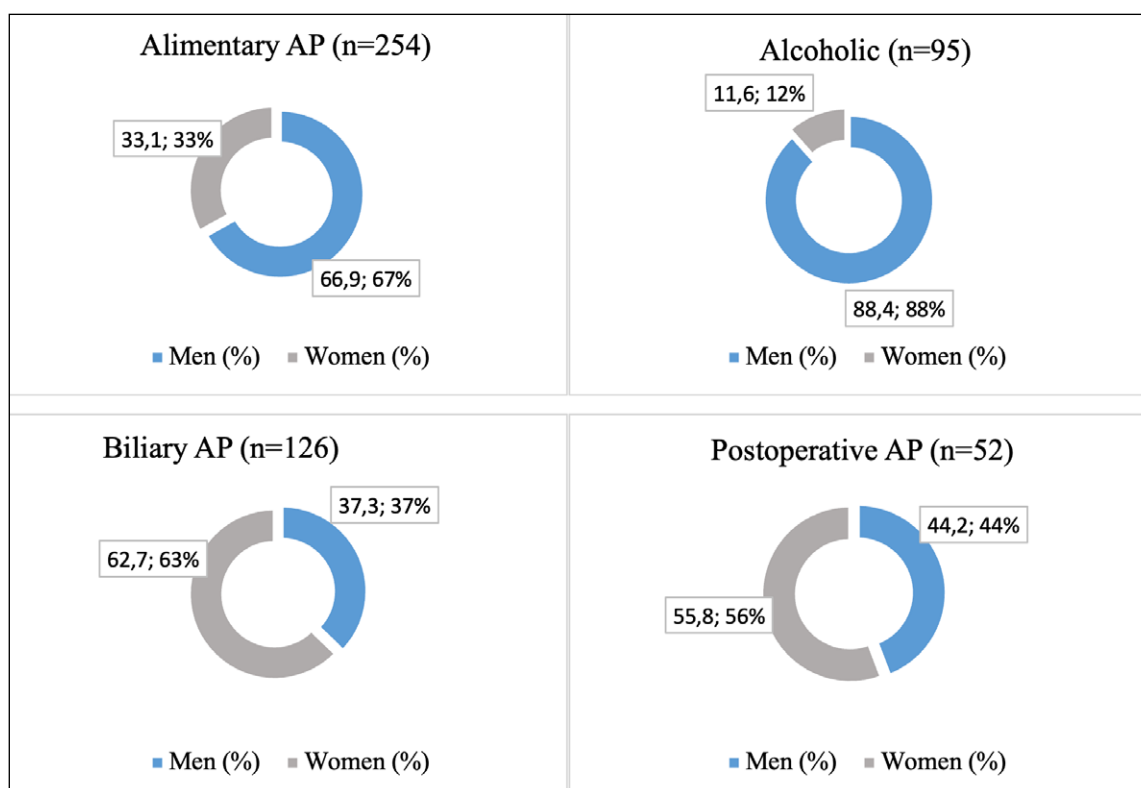 Alimentary AP (n=254)
33,1; 33%
66,9; 67%
Men (%) Women (%)
Alcoholic (n=95)
11,6; 12%
88,4; 88%
Men (%) Women (%)
Biliary AP (n=126)
37,3; 37%
62,7; 63%
Men (%) Women (%)
Postoperative AP (n=52)
44,2; 44%
55,8; 56%
Men (%) Women (%)